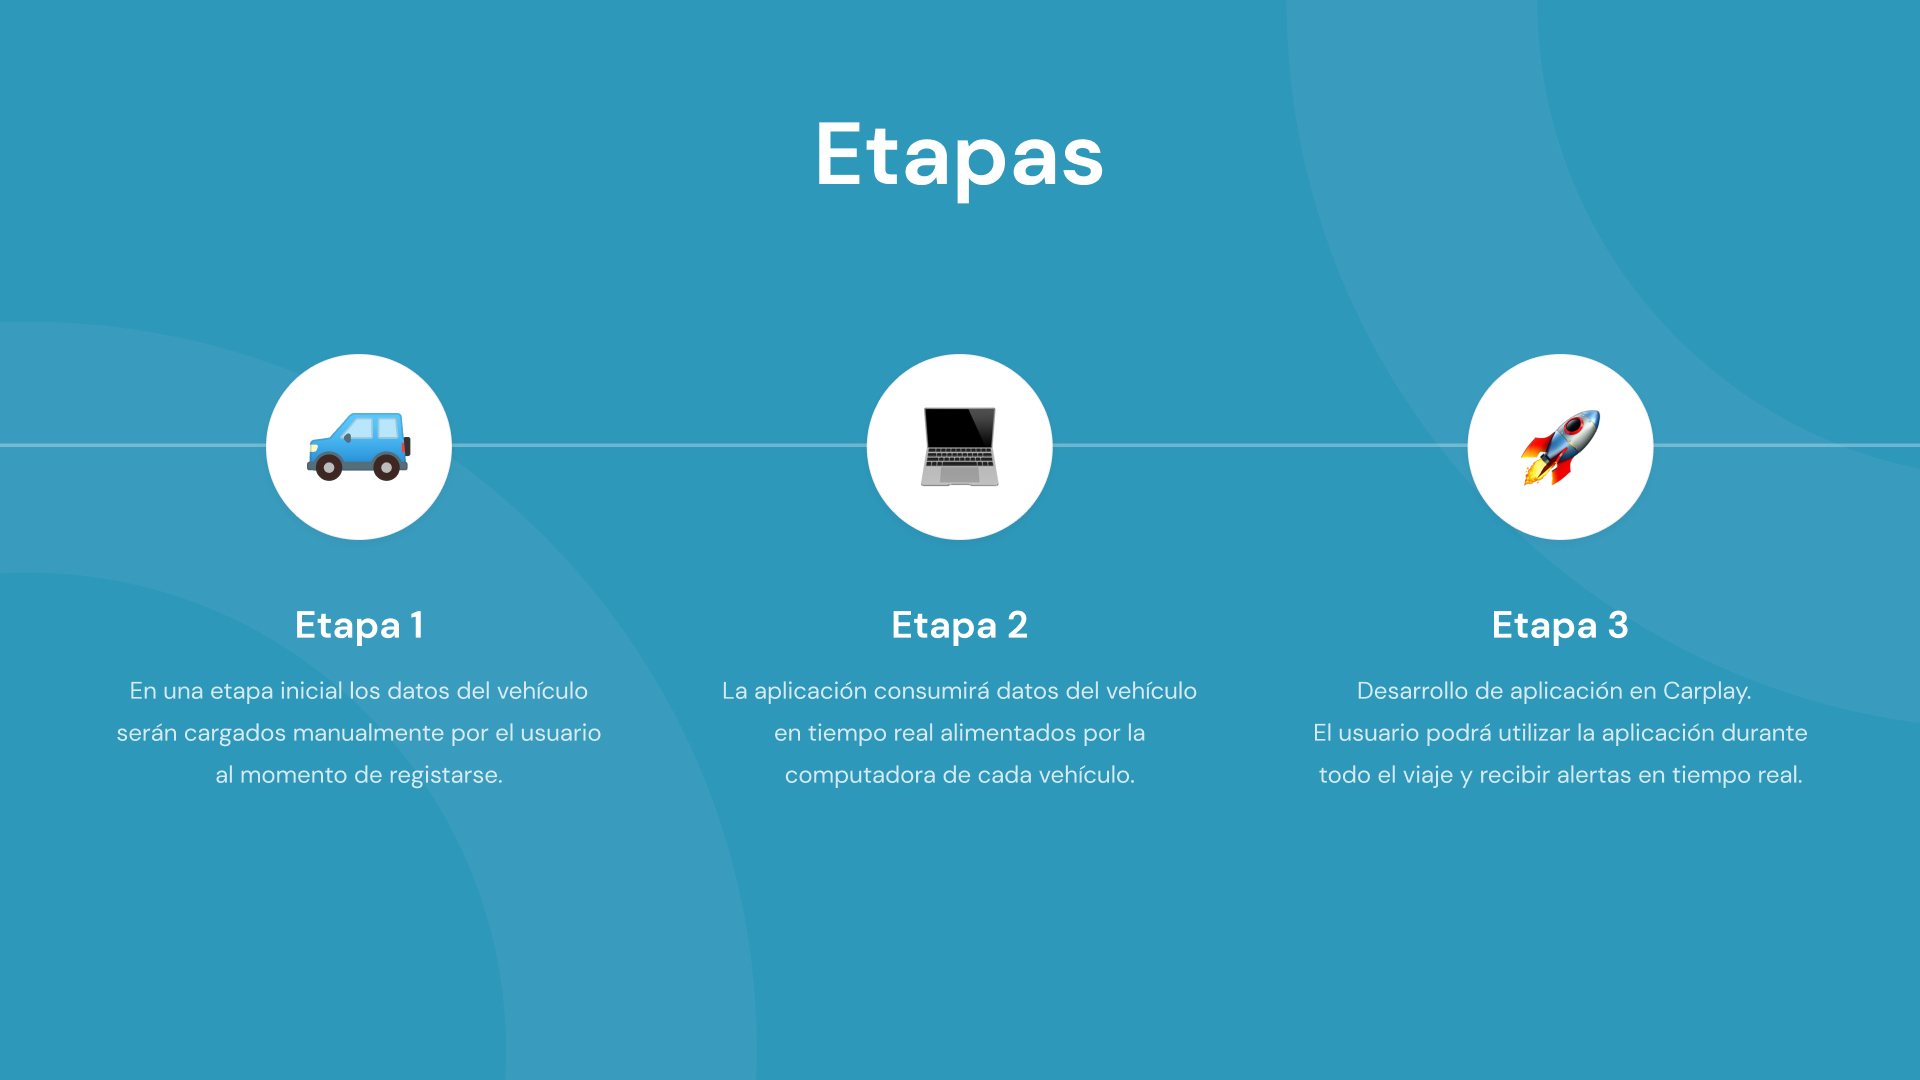 Etapas
Etapa 1
En una etapa inicial los datos del vehículo
serán cargados manualmente por el usuario
al momento de registarse.
Etapa 2
La aplicación consumirá datos del vehículo
en tiempo real alimentados por la
computadora de cada vehículo.
Etapa 3
Desarrollo de aplicación en Carplay.
El usuario podrá utilizar la aplicación durante
todo el viaje y recibir alertas en tiempo real.